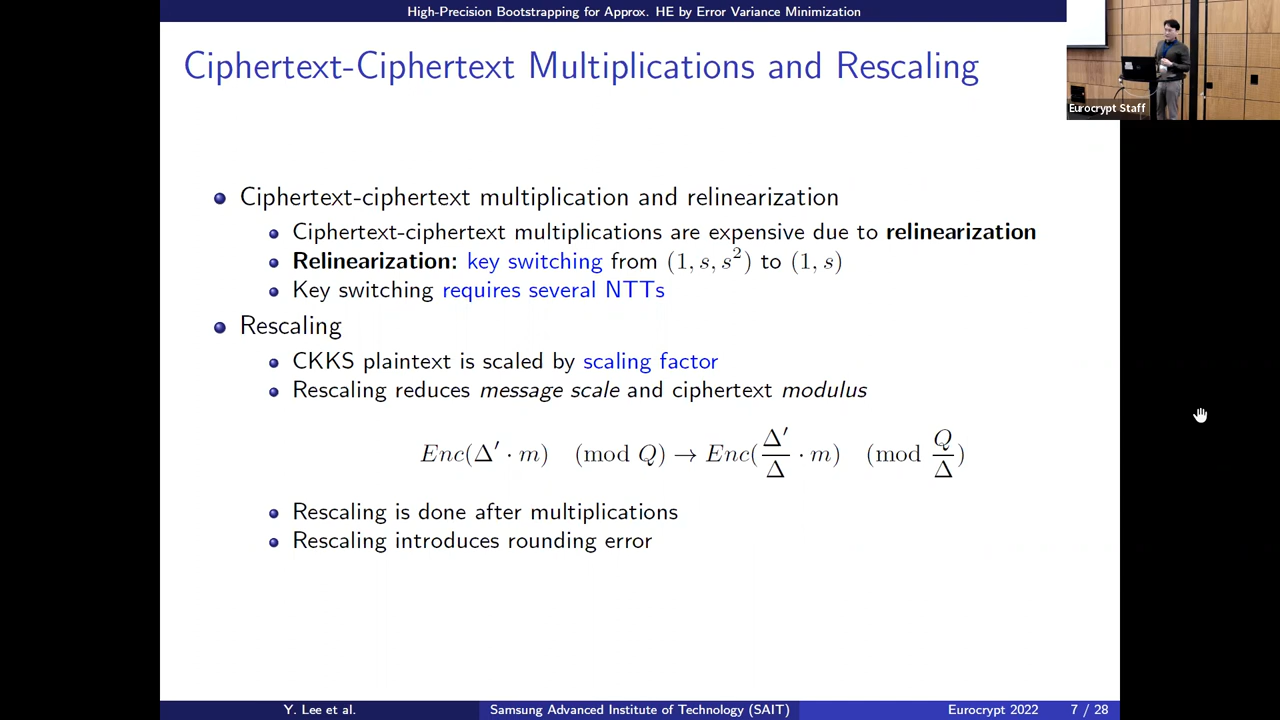 High-Precision Bootstrapping for Approx. HE by Error Variance Minimization
Ciphertext-Ciphertext Multiplications and Rescaling
Eurocrypt Staff
Ciphertext-ciphertext multiplication and relinearization
Ciphertext-ciphertext multiplications are expensive due to relinearization
Relinearization: key switching from (1, s, s²) to (1, s)
Key switching requires several NTTs
Rescaling
CKKS plaintext is scaled by scaling factor
Rescaling reduces message scale and ciphertext modulus
Enc(Δ′ · m) (mod Q) → Enc(Δ′/Δ · m) (mod Q/Δ)
Rescaling is done after multiplications
Rescaling introduces rounding error
Y. Lee et al. Samsung Advanced Institute of Technology (SAIT) Eurocrypt 2022 7 / 28